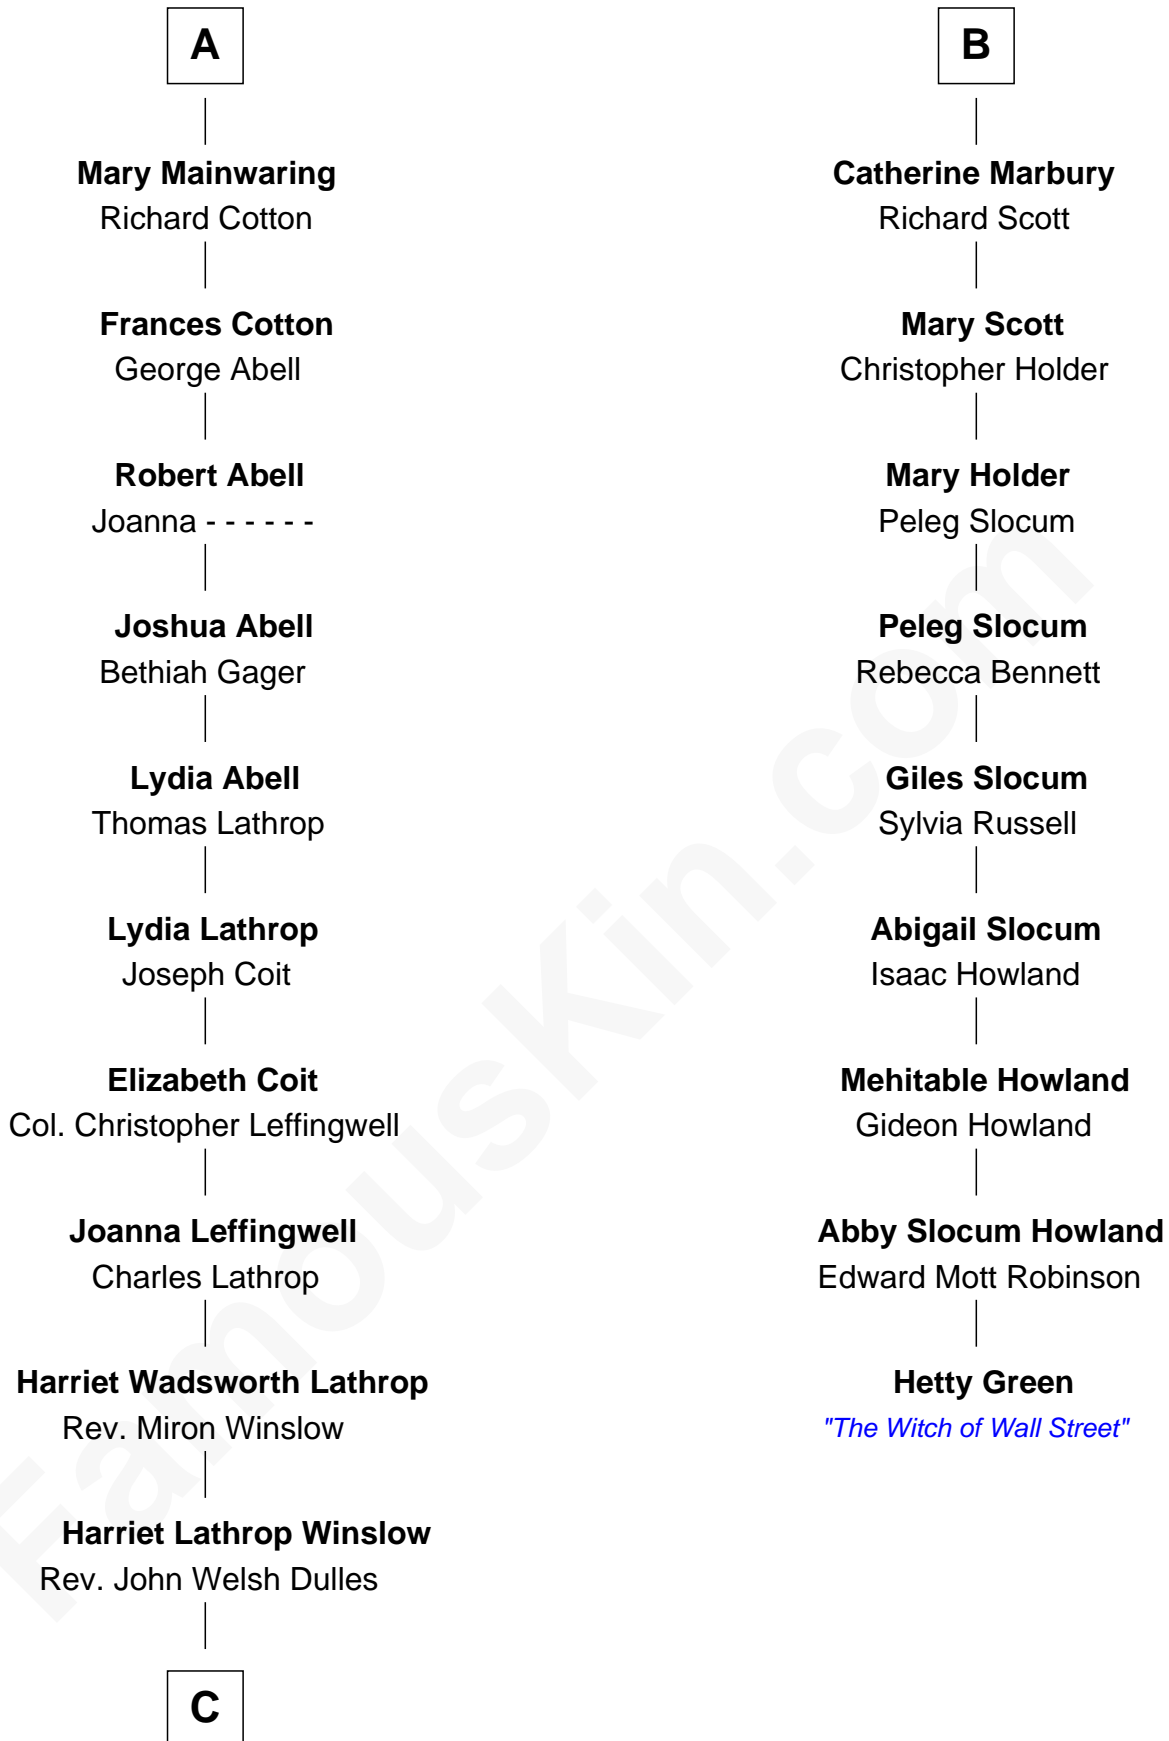 A
Mary Mainwaring
Richard Cotton
Frances Cotton
George Abell
Robert Abell
Joanna - - - - - -
Joshua Abell
Bethiah Gager
Lydia Abell
Thomas Lathrop
Lydia Lathrop
Joseph Coit
Elizabeth Coit
Col. Christopher Leffingwell
Joanna Leffingwell
Charles Lathrop
Harriet Wadsworth Lathrop
Rev. Miron Winslow
Harriet Lathrop Winslow
Rev. John Welsh Dulles
C
B
Catherine Marbury
Richard Scott
Mary Scott
Christopher Holder
Mary Holder
Peleg Slocum
Peleg Slocum
Rebecca Bennett
Giles Slocum
Sylvia Russell
Abigail Slocum
Isaac Howland
Mehitable Howland
Gideon Howland
Abby Slocum Howland
Edward Mott Robinson
Hetty Green
"The Witch of Wall Street"
FamousKin.com